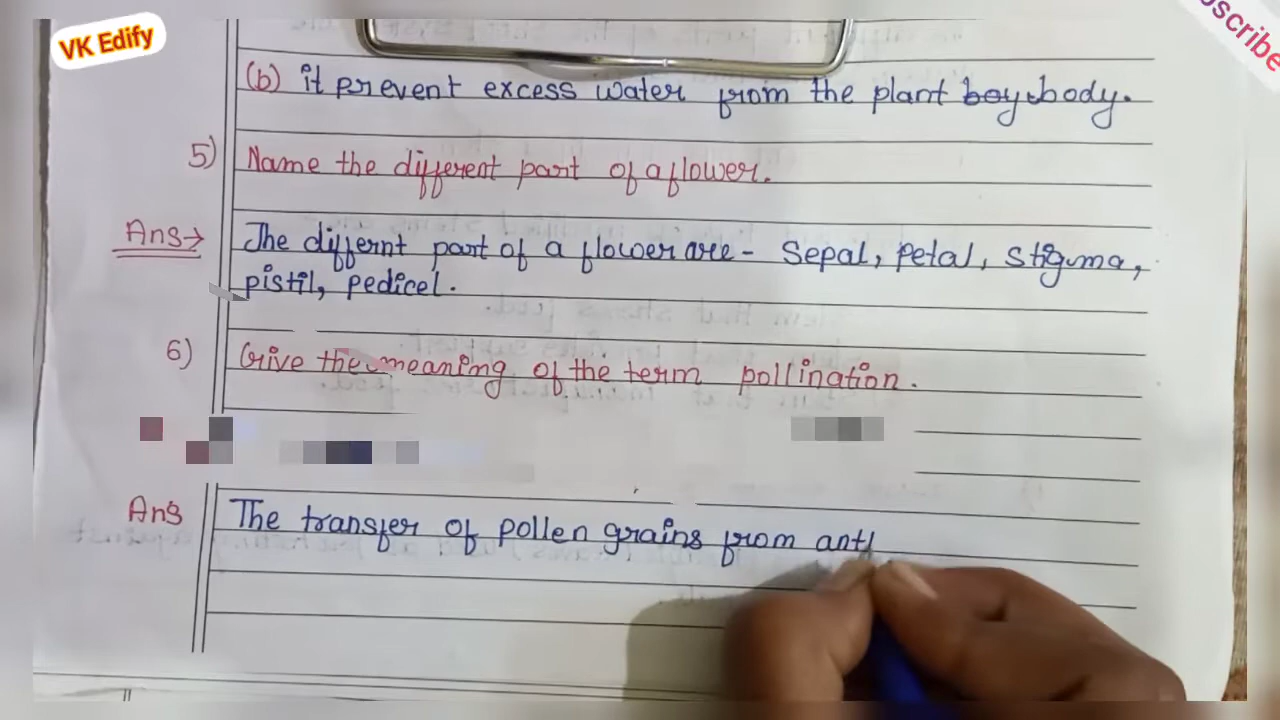 VK Edify
bscribe
(b) it prevent excess water from the plant boy body.
5) Name the different part of a flower.
Ans→ The differnt part of a flower are - Sepal, petal, stigma,
pistil, pedicel.
6) Give the meaning of the term pollination.
Ans The transfer of pollen grains from anth